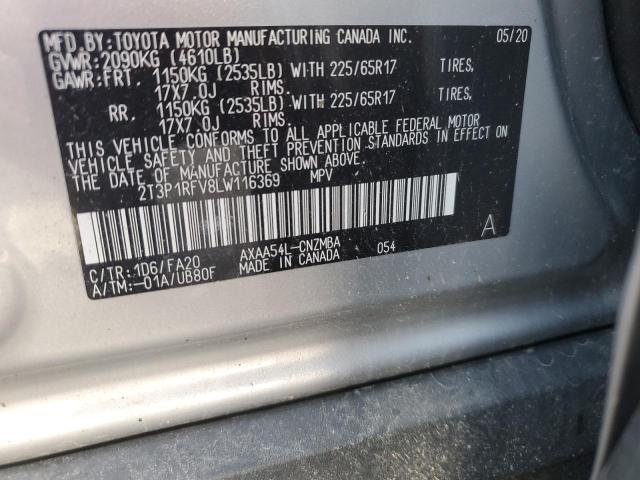 MFD.BY:TOYOTA MOTOR MANUFACTURING CANADA INC. 05/20
GVWR:2090KG (4610LB)
GAWR:FRT. 1150KG (2535LB) WITH 225/65R17 TIRES,
17X7.0J RIMS.
RR. 1150KG (2535LB) WITH 225/65R17 TIRES,
17X7.0J RIMS.
THIS VEHICLE CONFORMS TO ALL APPLICABLE FEDERAL MOTOR
VEHICLE SAFETY AND THEFT PREVENTION STANDARDS IN EFFECT ON
THE DATE OF MANUFACTURE SHOWN ABOVE.
2T3P1RFV8LW116369 MPV
A
C/TR:1D6/FA20 AXAA54L-CNZMBA 054
A/TM:-01A/UB80F MADE IN CANADA